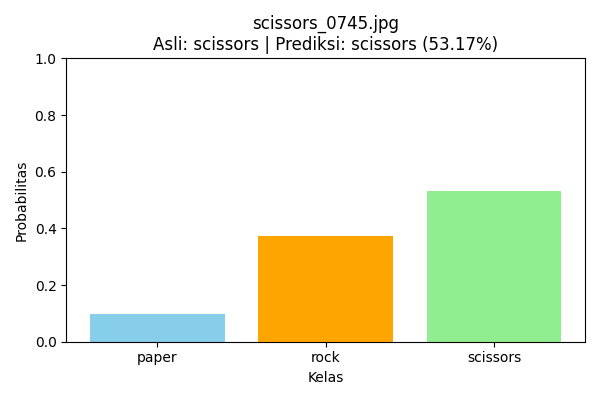 scissors_0745.jpg
Asli: scissors | Prediksi: scissors (53.17%)
1.0
0.8
0.6
0.4
0.2
0.0
Probabilitas
paper rock scissors
Kelas